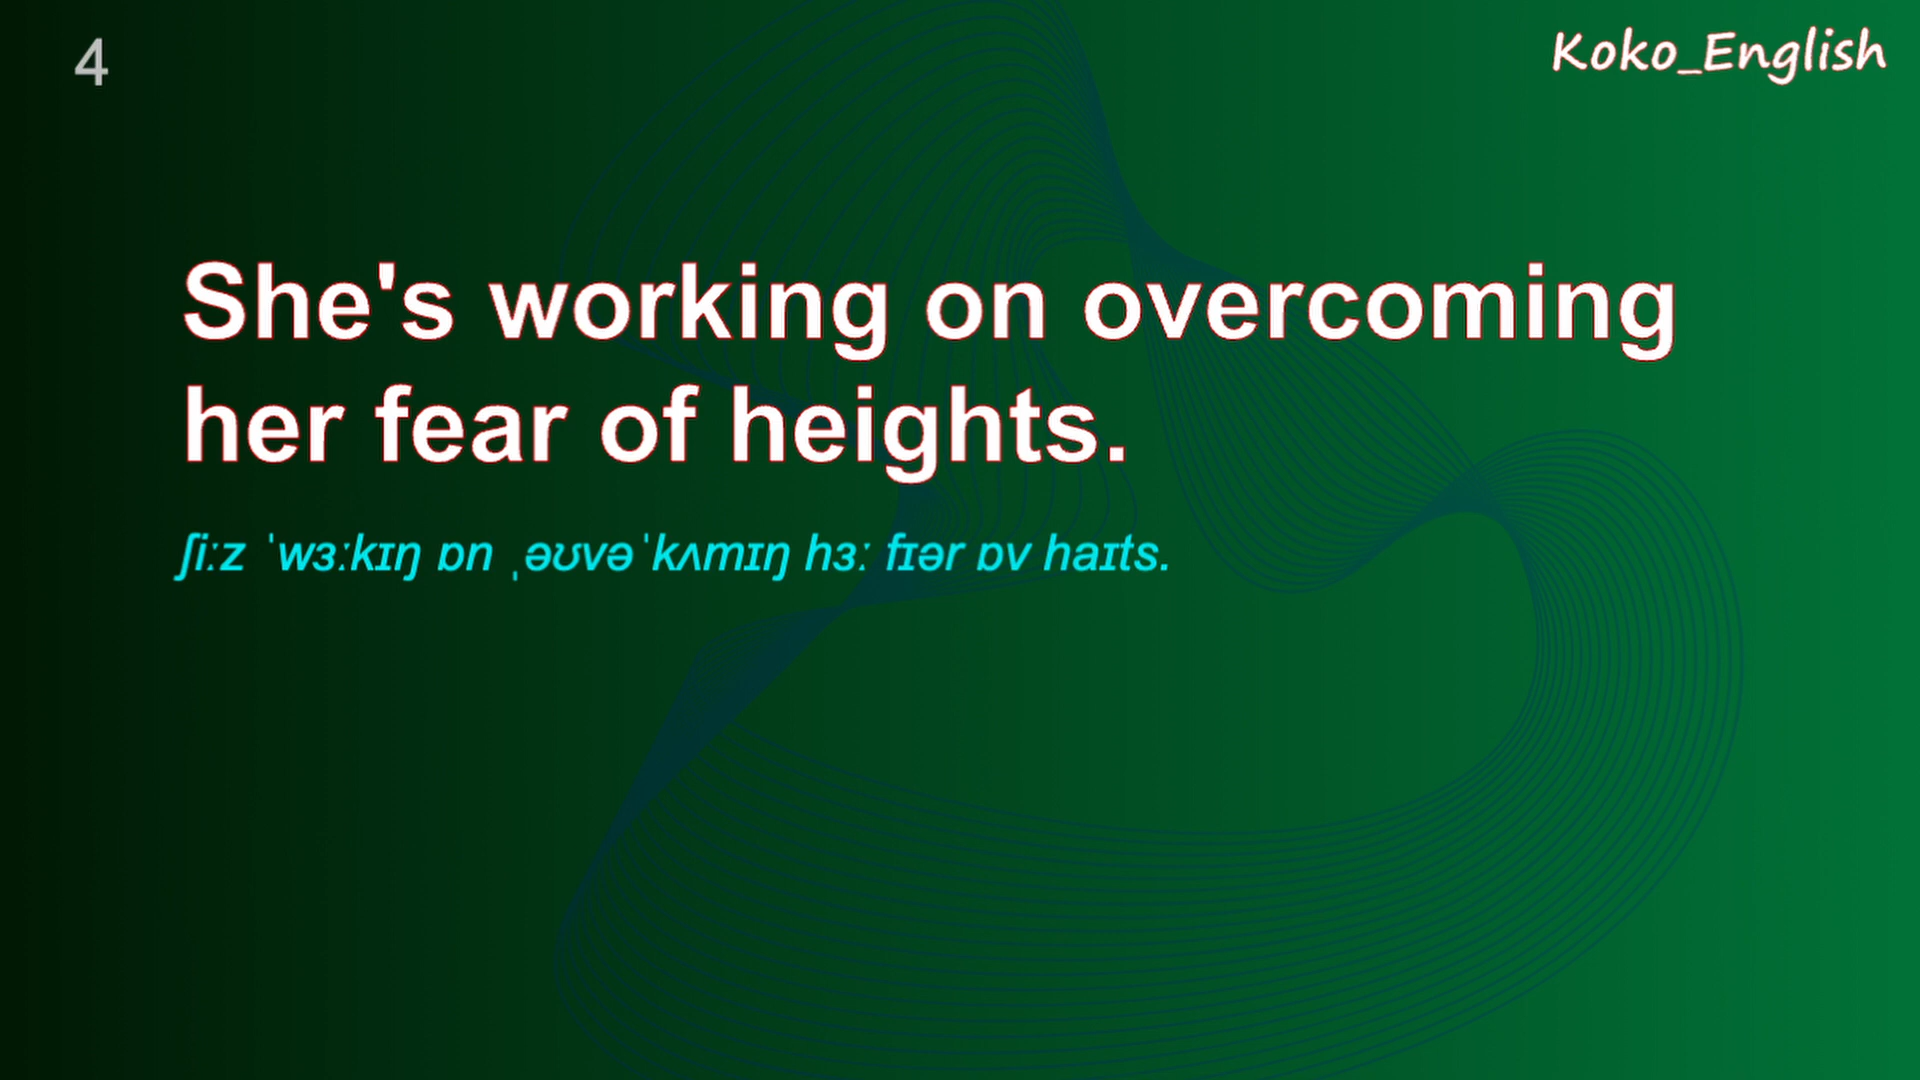 4
Koko_English
She's working on overcoming
her fear of heights.
ʃiːz ˈwɜːkɪŋ ɒn ˌəʊvəˈkʌmɪŋ hɜː fɪər ɒv haɪts.